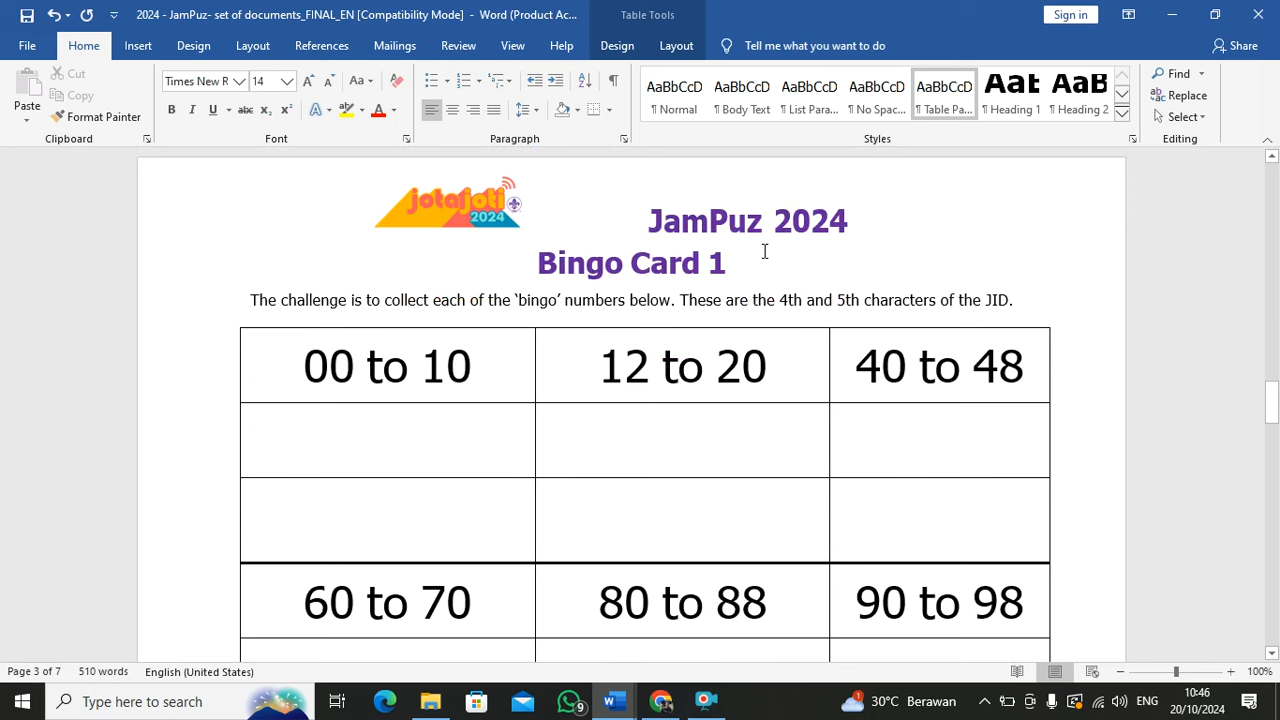 2024 - JamPuz- set of documents_FINAL_EN [Compatibility Mode] - Word (Product Ac...
Table Tools
Sign in
File Home Insert Design Layout References Mailings Review View Help Design Layout Tell me what you want to do Share
Paste
Cut
Copy
Format Painter
Clipboard
Times New R 14
Font
Paragraph
AaBbCcD AaBbCcD AaBbCcD AaBbCcD AaBbCcD AaB AaB
¶ Normal ¶ Body Text ¶ List Para... ¶ No Spac... ¶ Table Pa... ¶ Heading 1 ¶ Heading 2
Styles
Find
Replace
Select
Editing
jotajoti
2024
JamPuz 2024
Bingo Card 1
The challenge is to collect each of the ‘bingo’ numbers below. These are the 4th and 5th characters of the JID.
00 to 10 12 to 20 40 to 48
60 to 70 80 to 88 90 to 98
Page 3 of 7 510 words English (United States) 100%
Type here to search
9
30°C Berawan
ENG
10:46
20/10/2024